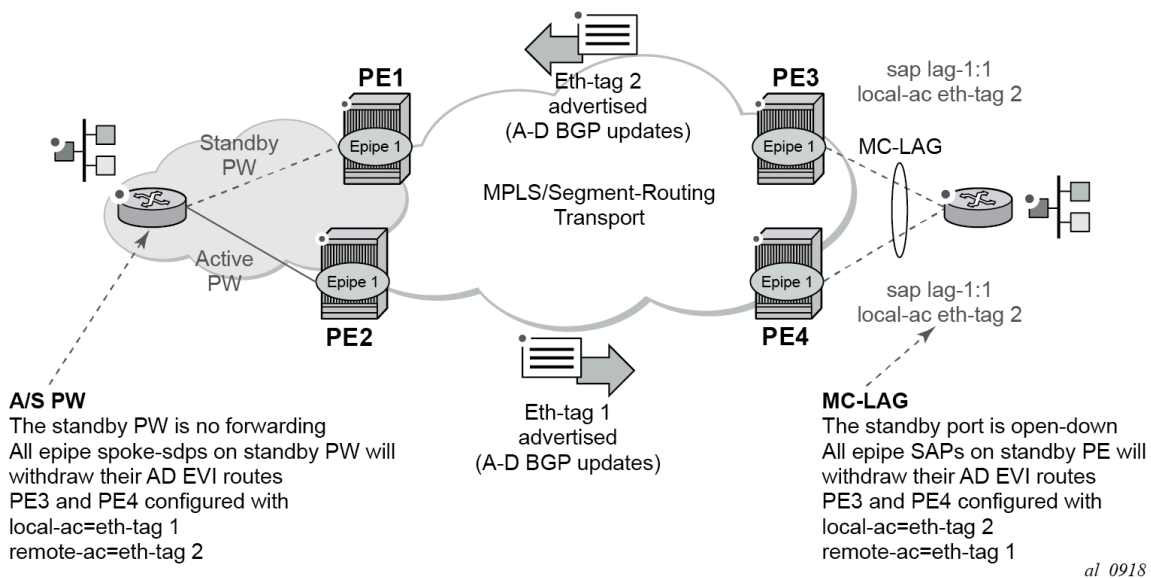 Eth-tag 2
advertised
(A-D BGP updates)
PE1
PE3
sap lag-1:1
local-ac eth-tag 2
Standby
PW
Epipe 1
Epipe 1
MC-LAG
MPLS/Segment-Routing
Transport
Active
PW
Epipe 1
Epipe 1
sap lag-1:1
local-ac eth-tag 2
PE2
PE4
Eth-tag 1
advertised
(A-D BGP updates)
A/S PW
The standby PW is no forwarding
All epipe spoke-sdps on standby PW will
withdraw their AD EVI routes
PE3 and PE4 configured with
local-ac=eth-tag 1
remote-ac=eth-tag 2
MC-LAG
The standby port is open-down
All epipe SAPs on standby PE will
withdraw their AD EVI routes
PE3 and PE4 configured with
local-ac=eth-tag 2
remote-ac=eth-tag 1
al_0918